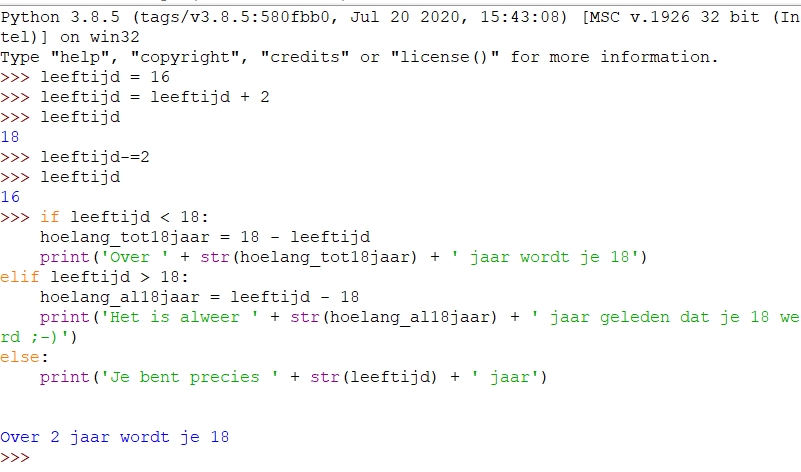 Python 3.8.5 (tags/v3.8.5:580fbb0, Jul 20 2020, 15:43:08) [MSC v.1926 32 bit (In
tel)] on win32
Type "help", "copyright", "credits" or "license()" for more information.
>>> leeftijd = 16
>>> leeftijd = leeftijd + 2
>>> leeftijd
18
>>> leeftijd-=2
>>> leeftijd
16
>>> if leeftijd < 18:
    hoelang_tot18jaar = 18 - leeftijd
    print('Over ' + str(hoelang_tot18jaar) + ' jaar wordt je 18')
elif leeftijd > 18:
    hoelang_al18jaar = leeftijd - 18
    print('Het is alweer ' + str(hoelang_al18jaar) + ' jaar geleden dat je 18 we
rd ;-)')
else:
    print('Je bent precies ' + str(leeftijd) + ' jaar')
Over 2 jaar wordt je 18
>>>